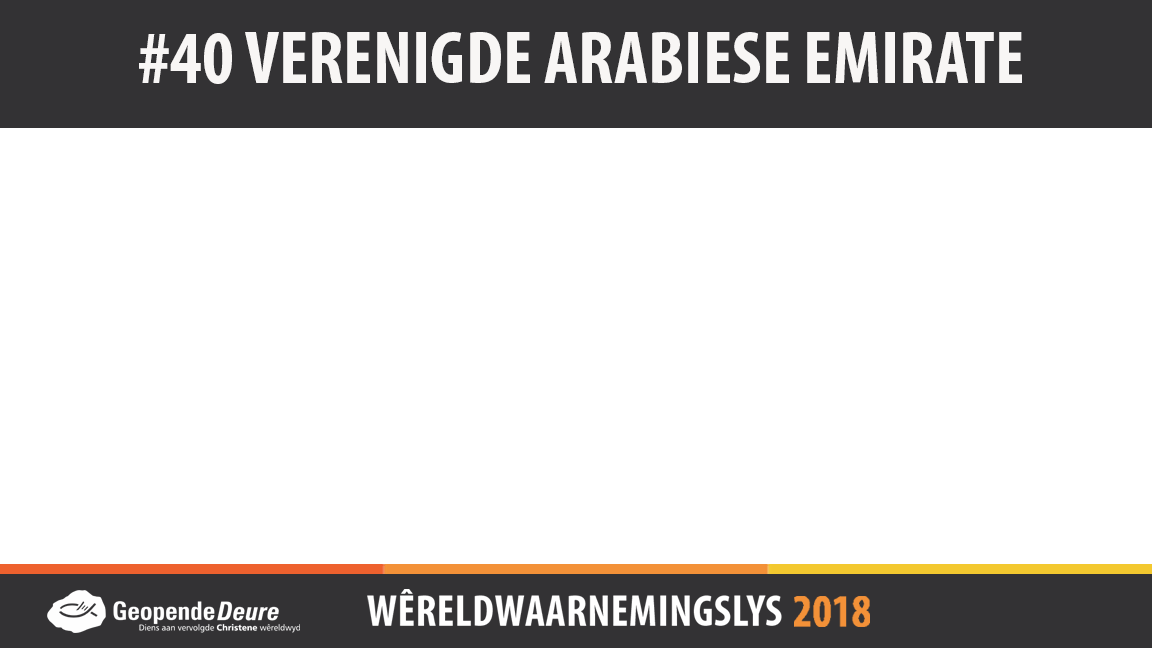 #40 VERENIGDE ARABIESE EMIRATE
GeopendeDeure
Diens aan vervolgde Christene wêreldwyd
WÊRELDWAARNEMINGSLYS 2018